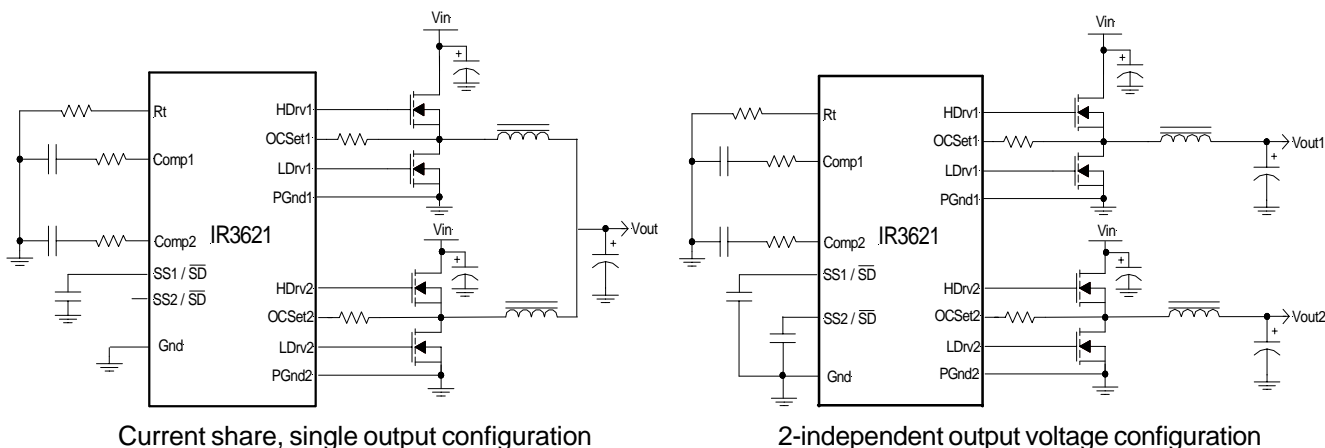 Vin
+
Rt
HDrv1
OCSet1
Comp1
LDrv1
PGnd1
Comp2
IR3621
Vin
Vout
+
+
SS1 / SD
SS2 / SD
HDrv2
OCSet2
Gnd
LDrv2
PGnd2
Current share, single output configuration
Vin
+
Rt
HDrv1
OCSet1
Vout1
Comp1
+
LDrv1
PGnd1
Comp2
IR3621
Vin
+
SS1 / SD
HDrv2
SS2 / SD
OCSet2
Vout2
+
LDrv2
Gnd
PGnd2
2-independent output voltage configuration